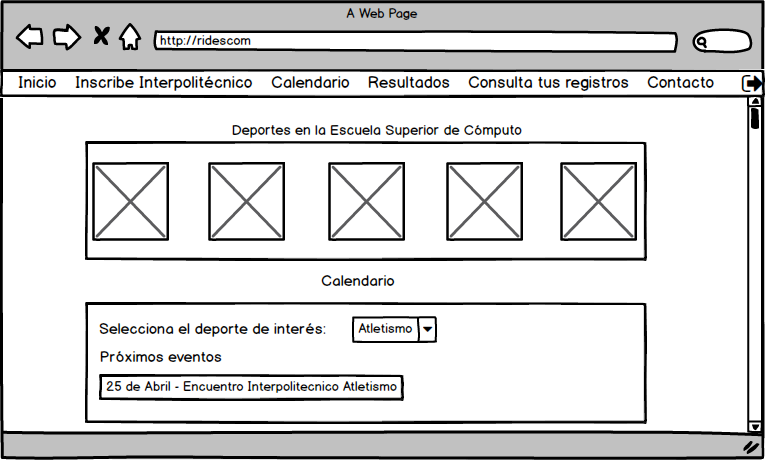 A Web Page
http://ridescom
Inicio Inscribe Interpolitécnico Calendario Resultados Consulta tus registros Contacto
Deportes en la Escuela Superior de Cómputo
Calendario
Selecciona el deporte de interés: Atletismo
Próximos eventos
25 de Abril - Encuentro Interpolitecnico Atletismo